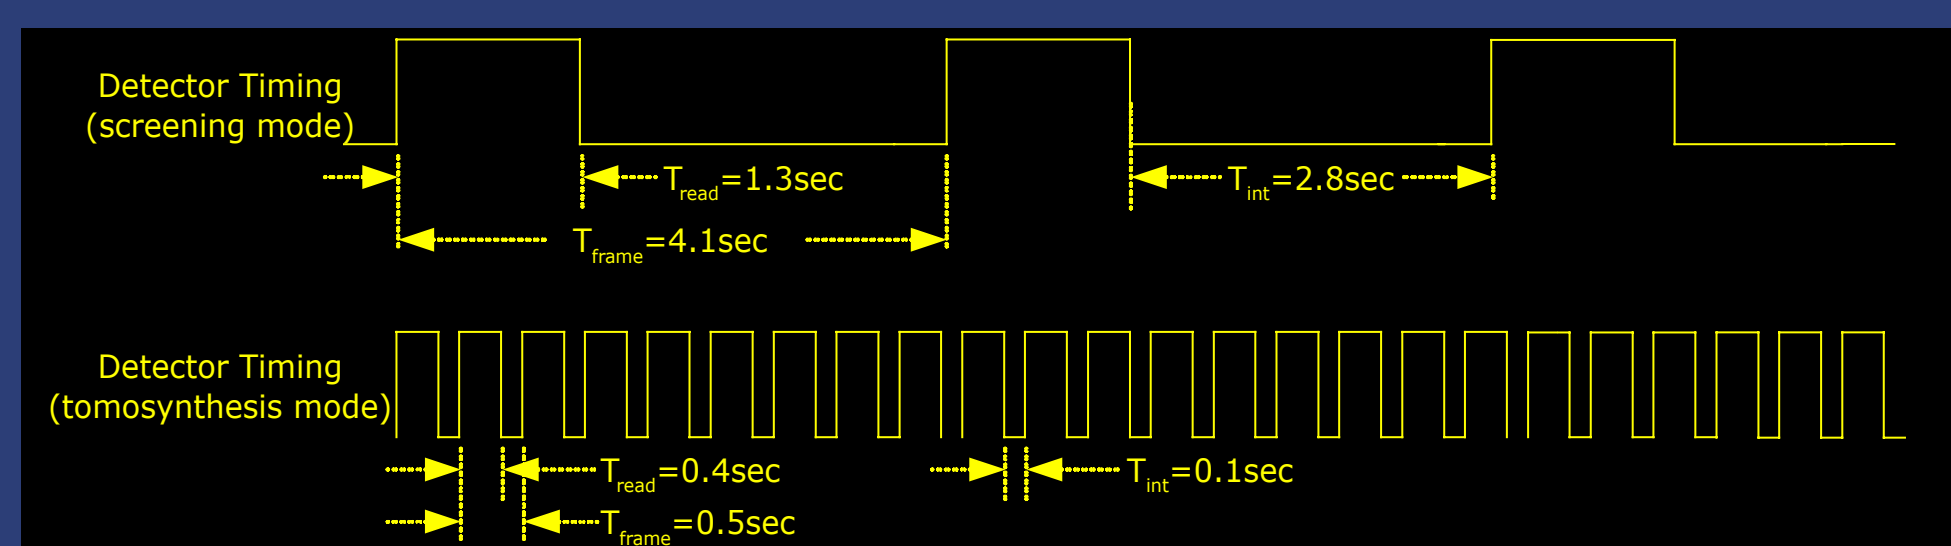 Detector Timing
(screening mode)
Tread=1.3sec
Tint=2.8sec
Tframe=4.1sec
Detector Timing
(tomosynthesis mode)
Tread=0.4sec
Tint=0.1sec
Tframe=0.5sec